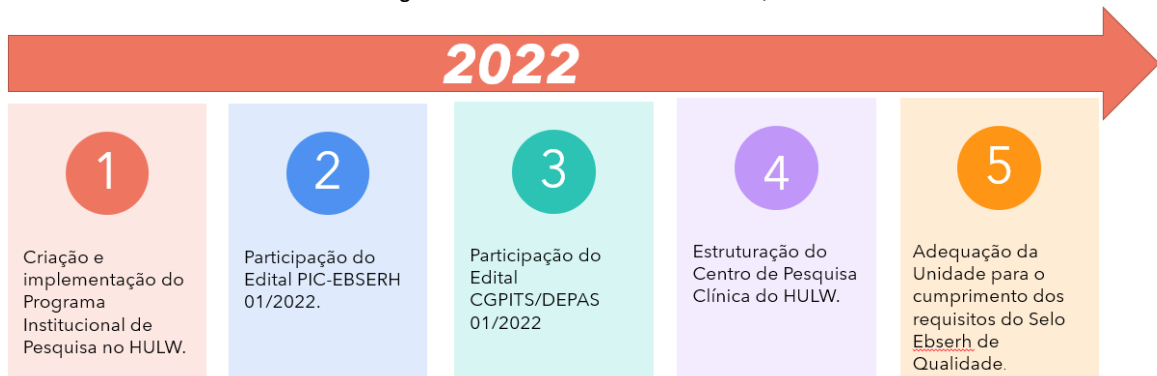 2022
1
Criação e
implementação do
Programa
Institucional de
Pesquisa no HULW.
2
Participação do
Edital PIC-EBSERH
01/2022.
3
Participação do
Edital
CGPITS/DEPAS
01/2022
4
Estruturação do
Centro de Pesquisa
Clínica do HULW.
5
Adequação da
Unidade para o
cumprimento dos
requisitos do Selo
Ebserh de
Qualidade.